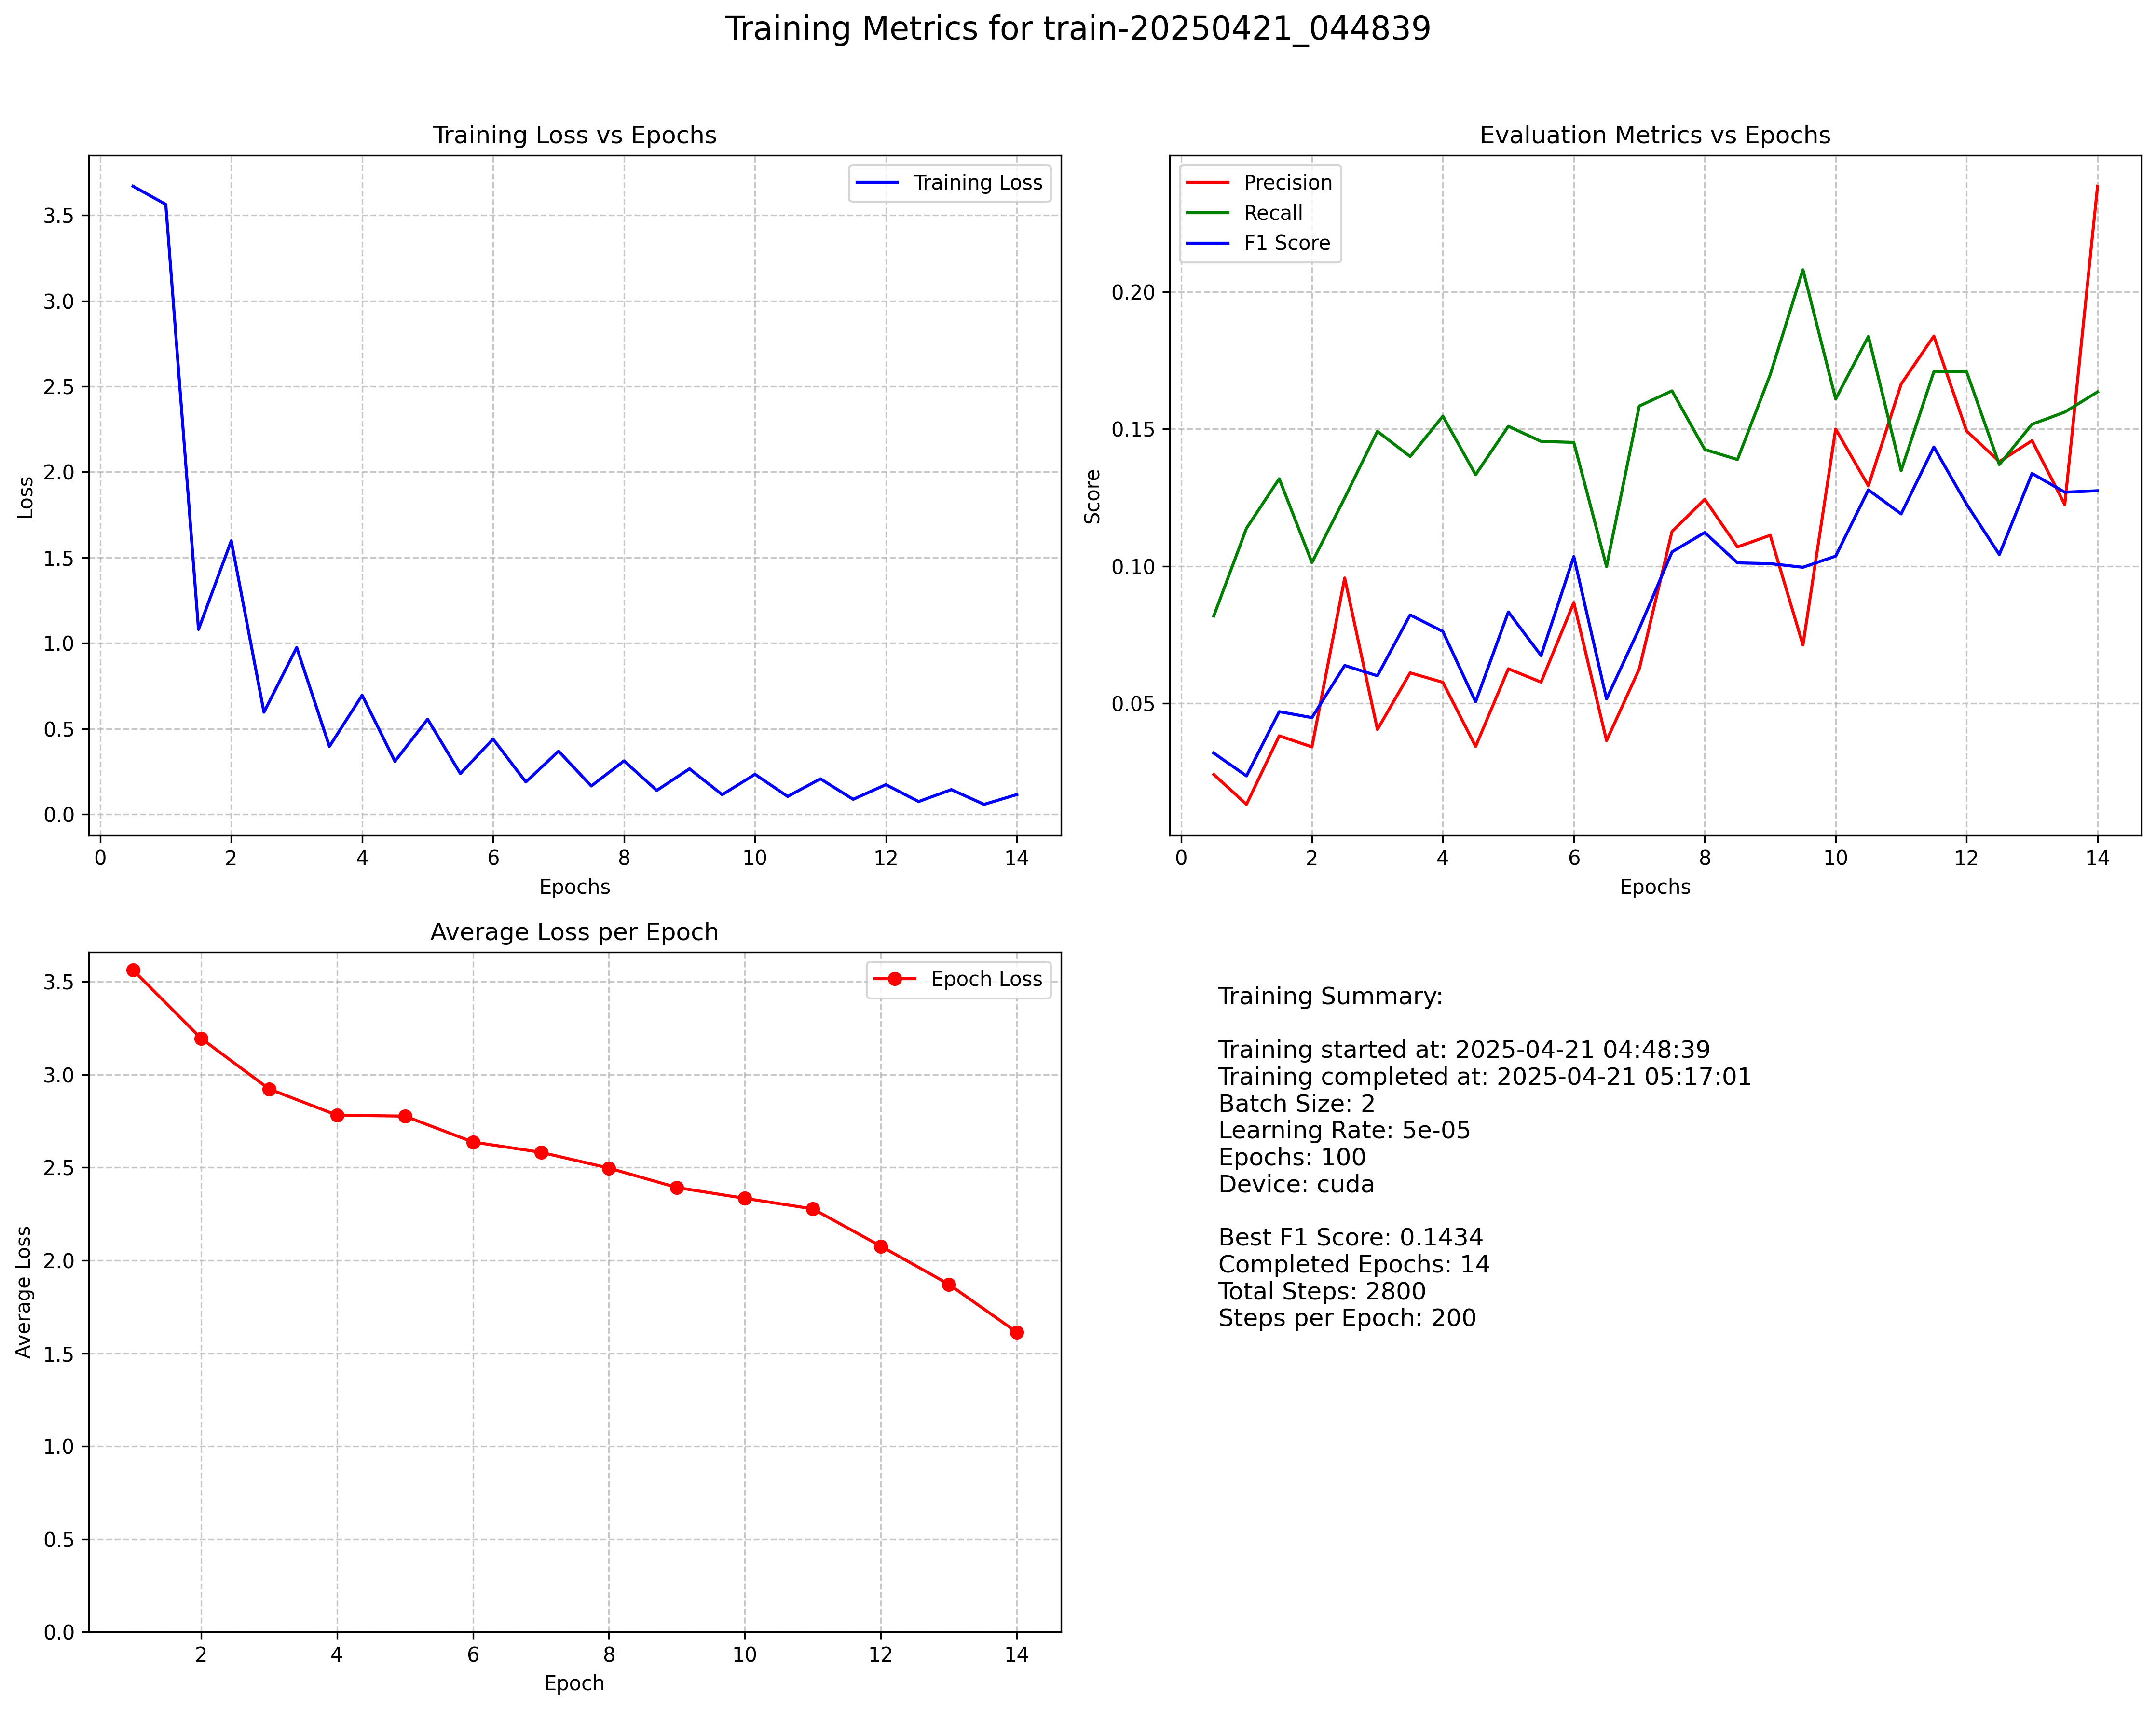 Training Metrics for train-20250421_044839
Training Loss vs Epochs
Training Loss
3.5
3.0
2.5
2.0
1.5
1.0
0.5
0.0
Loss
0 2 4 6 8 10 12 14
Epochs
Evaluation Metrics vs Epochs
Precision
Recall
F1 Score
0.20
0.15
0.10
0.05
Score
0 2 4 6 8 10 12 14
Epochs
Average Loss per Epoch
Epoch Loss
3.5
3.0
2.5
2.0
1.5
1.0
0.5
0.0
Average Loss
2 4 6 8 10 12 14
Epoch
Training Summary:
Training started at: 2025-04-21 04:48:39
Training completed at: 2025-04-21 05:17:01
Batch Size: 2
Learning Rate: 5e-05
Epochs: 100
Device: cuda
Best F1 Score: 0.1434
Completed Epochs: 14
Total Steps: 2800
Steps per Epoch: 200